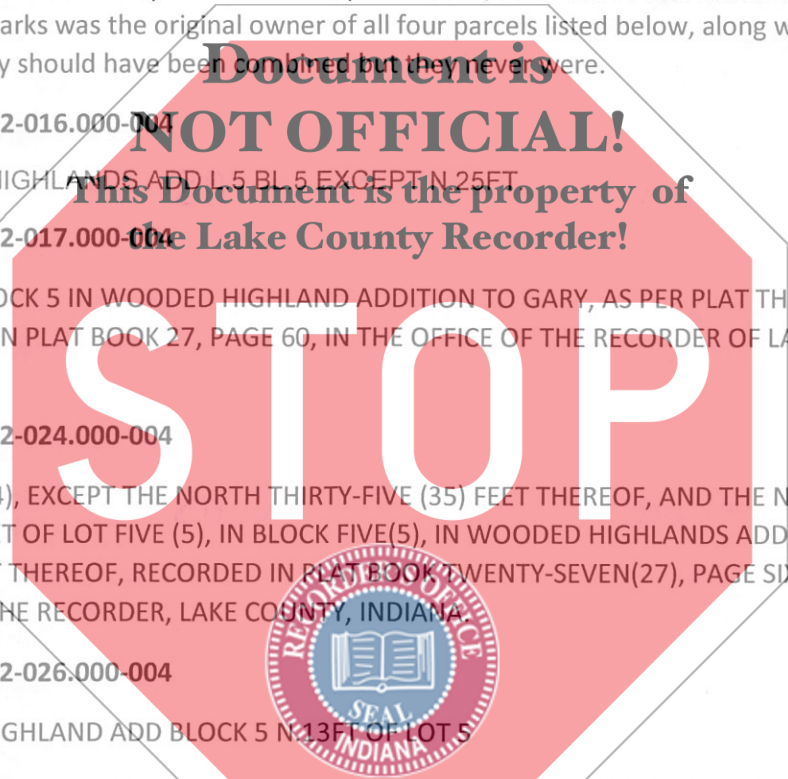 arks was the original owner of all four parcels listed below, along w
y should have been combined but they never were.
Document is
NOT OFFICIAL!
This Document is the property of
the Lake County Recorder!
2-016.000-004
HIGHLANDS ADD L.5 BL.5 EXCEPT N.25FT.
2-017.000-004
OCK 5 IN WOODED HIGHLAND ADDITION TO GARY, AS PER PLAT TH
N PLAT BOOK 27, PAGE 60, IN THE OFFICE OF THE RECORDER OF LA
STOP
2-024.000-004
4), EXCEPT THE NORTH THIRTY-FIVE (35) FEET THEREOF, AND THE N
T OF LOT FIVE (5), IN BLOCK FIVE(5), IN WOODED HIGHLANDS ADD
T THEREOF, RECORDED IN PLAT BOOK TWENTY-SEVEN(27), PAGE SIX
HE RECORDER, LAKE COUNTY, INDIANA.
RECORDER OFFICE
SEAL
INDIANA
2-026.000-004
GHLAND ADD BLOCK 5 N.13FT OF LOT 5